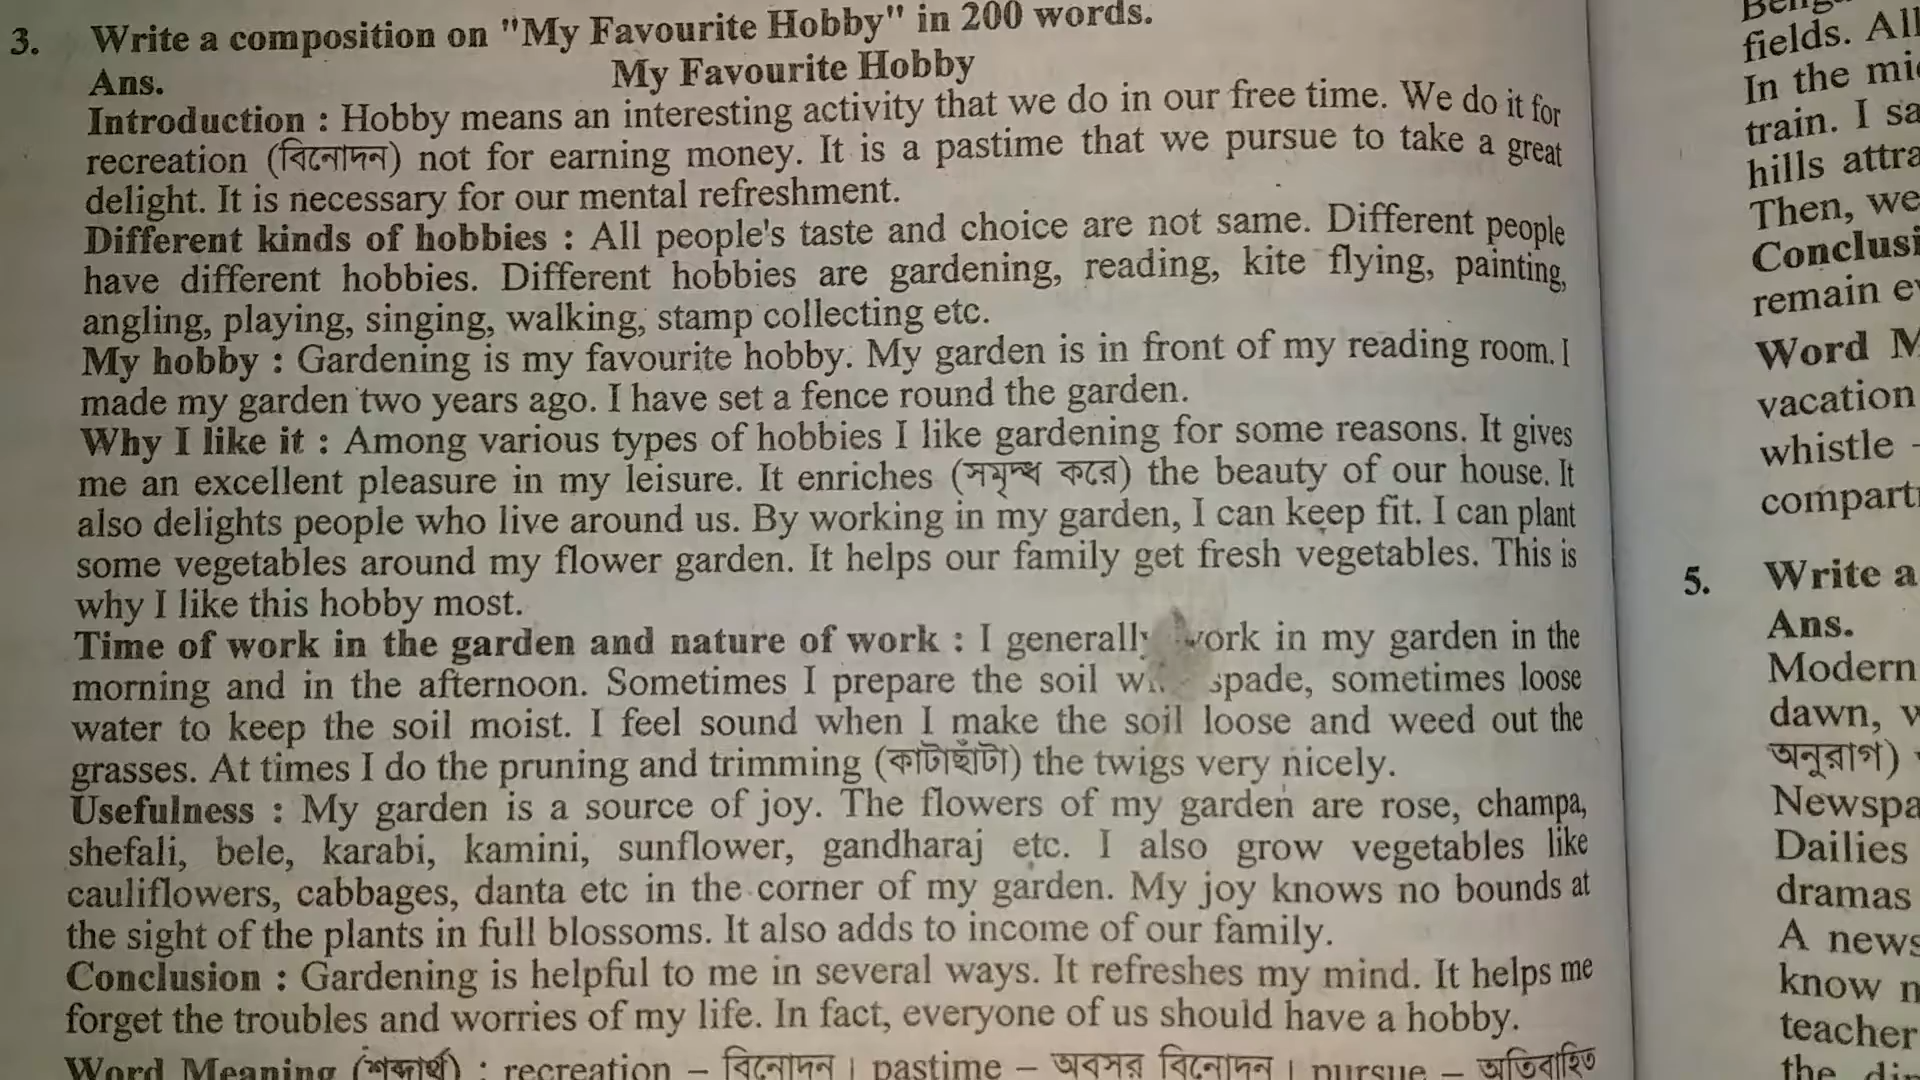 3. Write a composition on "My Favourite Hobby" in 200 words.
Ans. My Favourite Hobby
Introduction : Hobby means an interesting activity that we do in our free time. We do it for
recreation (বিনোদন) not for earning money. It is a pastime that we pursue to take a great
delight. It is necessary for our mental refreshment.
Different kinds of hobbies : All people's taste and choice are not same. Different people
have different hobbies. Different hobbies are gardening, reading, kite flying, painting,
angling, playing, singing, walking, stamp collecting etc.
My hobby : Gardening is my favourite hobby. My garden is in front of my reading room. I
made my garden two years ago. I have set a fence round the garden.
Why I like it : Among various types of hobbies I like gardening for some reasons. It gives
me an excellent pleasure in my leisure. It enriches (সমৃদ্ধ করে) the beauty of our house. It
also delights people who live around us. By working in my garden, I can keep fit. I can plant
some vegetables around my flower garden. It helps our family get fresh vegetables. This is
why I like this hobby most.
Time of work in the garden and nature of work : I generally work in my garden in the
morning and in the afternoon. Sometimes I prepare the soil spade, sometimes loose
water to keep the soil moist. I feel sound when I make the soil loose and weed out the
grasses. At times I do the pruning and trimming (কাটাছাঁটা) the twigs very nicely.
Usefulness : My garden is a source of joy. The flowers of my garden are rose, champa,
shefali, bele, karabi, kamini, sunflower, gandharaj etc. I also grow vegetables like
cauliflowers, cabbages, danta etc in the corner of my garden. My joy knows no bounds at
the sight of the plants in full blossoms. It also adds to income of our family.
Conclusion : Gardening is helpful to me in several ways. It refreshes my mind. It helps me
forget the troubles and worries of my life. In fact, everyone of us should have a hobby.
Word Meaning (শব্দার্থ) : recreation – বিনোদন । pastime – অবসর বিনোদন । pursue – অতিবাহিত
fields. All
In the
train. I
hills
Then, we
remain
Word
vacation
whistle -
5. Write a
Ans.
Modern
dawn,
অনুরাগ)
Dailies
dramas
A
know
teacher
the